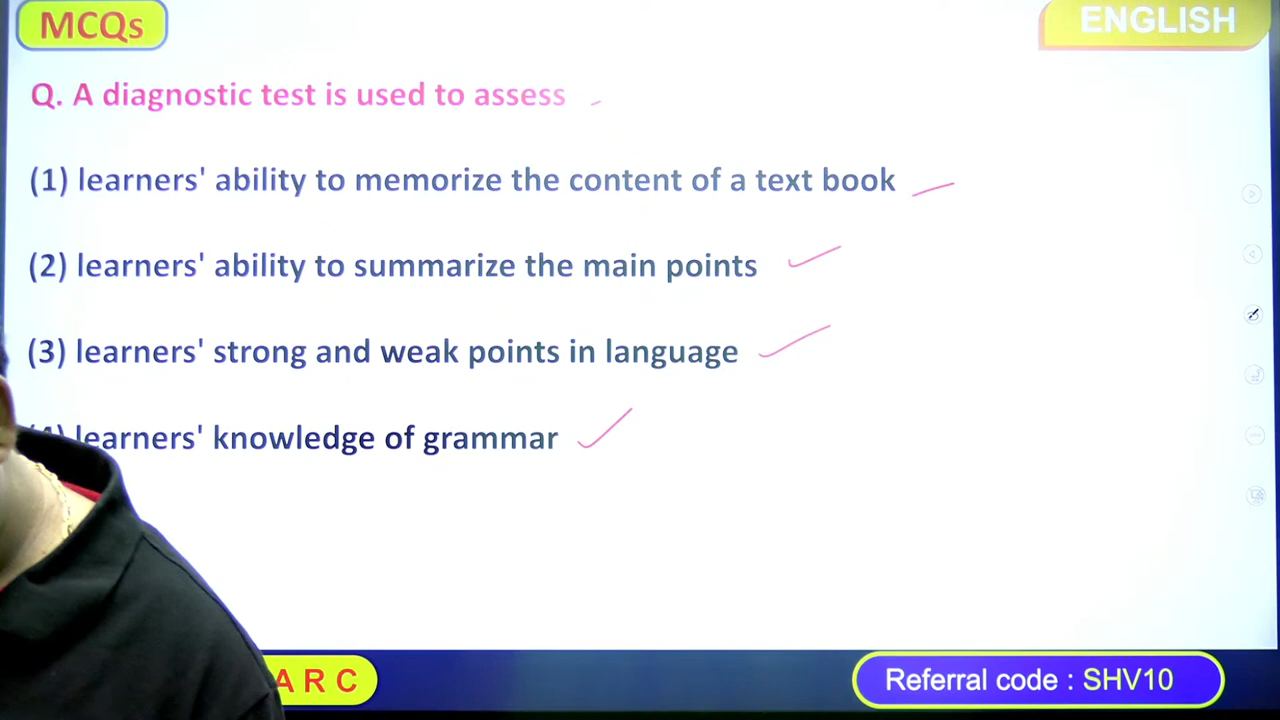 MCQs
ENGLISH
Q. A diagnostic test is used to assess
(1) learners' ability to memorize the content of a text book
(2) learners' ability to summarize the main points
(3) learners' strong and weak points in language
(4) learners' knowledge of grammar
A R C
Referral code : SHV10